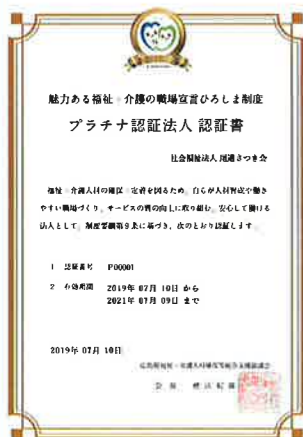 魅力ある福祉・介護の職場宣言ひろしま制度
プラチナ認証法人 認証書
社会福祉法人 尾道さつき会
福祉・介護人材の確保・定着を図るため、自らが人材育成や働き
やすい職場づくり、サービスの質の向上に取り組む、安心して働ける
法人として、制度要綱第9条に基づき、次のとおり認証します。
1 認証番号 P00001
2 有効期間 2019年 07月 10日 から
2021年 07月 09日 まで
2019年 07月 10日
会長